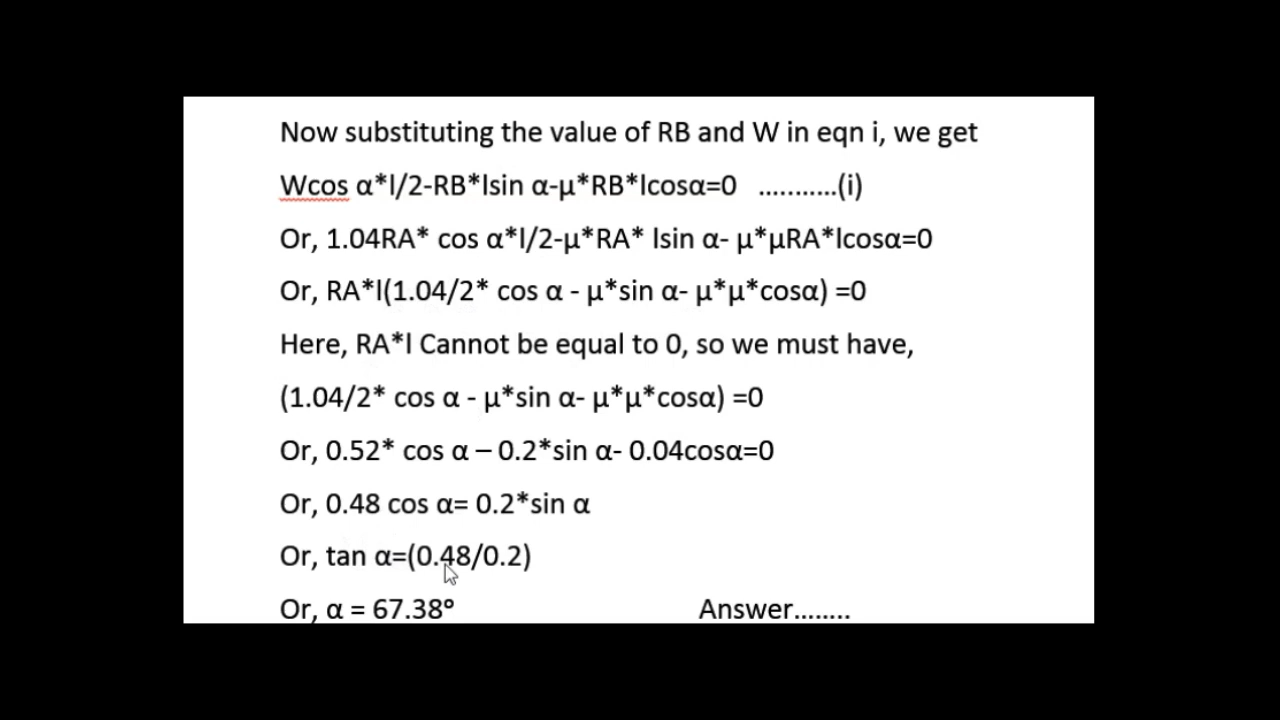 Now substituting the value of RB and W in eqn i, we get
Wcos α*l/2-RB*lsin α-μ*RB*lcosα=0 ...........(i)
Or, 1.04RA* cos α*l/2-μ*RA* lsin α- μ*μRA*lcosα=0
Or, RA*l(1.04/2* cos α - μ*sin α- μ*μ*cosα) =0
Here, RA*l Cannot be equal to 0, so we must have,
(1.04/2* cos α - μ*sin α- μ*μ*cosα) =0
Or, 0.52* cos α – 0.2*sin α- 0.04cosα=0
Or, 0.48 cos α= 0.2*sin α
Or, tan α=(0.48/0.2)
Or, α = 67.38° Answer........